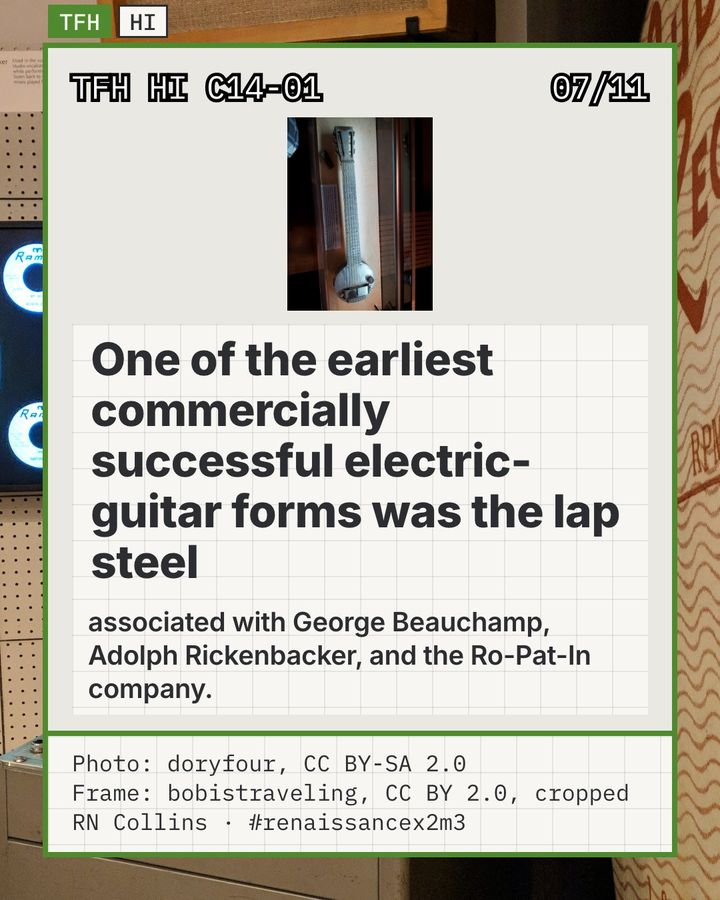 TFH HI
TFH HI C14-01
07/11
One of the earliest
commercially
successful electric-
guitar forms was the lap
steel
associated with George Beauchamp,
Adolph Rickenbacker, and the Ro-Pat-In
company.
Photo: doryfour, CC BY-SA 2.0
Frame: bobistraveling, CC BY 2.0, cropped
RN Collins · #renaissancex2m3